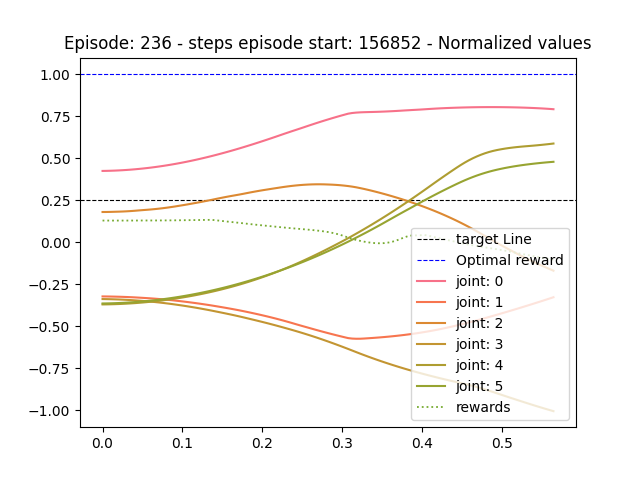 Episode: 236 - steps episode start: 156852 - Normalized values
1.00
0.75
0.50
0.25
0.00
−0.25
−0.50
−0.75
−1.00
target Line
Optimal reward
joint: 0
joint: 1
joint: 2
joint: 3
joint: 4
joint: 5
rewards
0.0 0.1 0.2 0.3 0.4 0.5